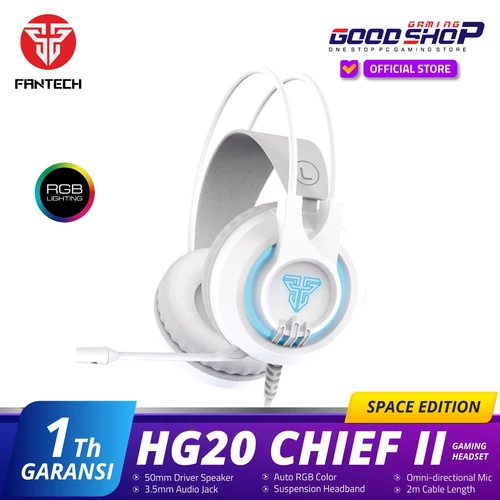 FANTECH
GAMING
GOOD SHOP
ONE STOP PC GAMING STORE
OFFICIAL STORE
RGB
LIGHTING
L
SPACE EDITION
1 Th
GARANSI
HG20 CHIEF II
GAMING
HEADSET
• 50mm Driver Speaker
• Auto RGB Color
• Omni-directional Mic
• 3.5mm Audio Jack
• Suspension Headband
• 2m Cable Length